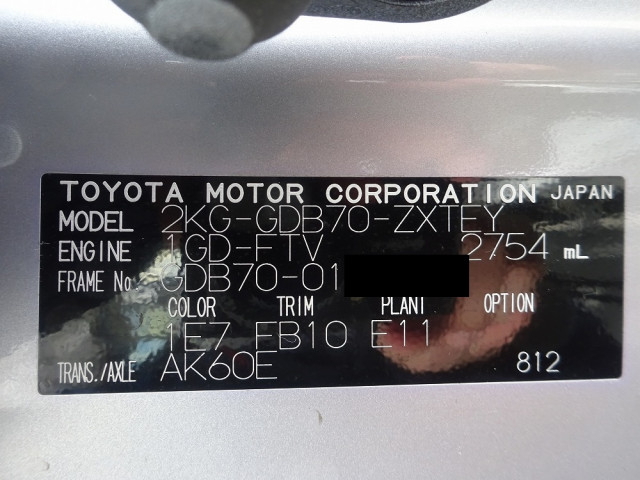 TOYOTA MOTOR CORPORATION JAPAN
MODEL 2KG-GDB70-ZXTEY
ENGINE 1GD-FTV 2754 mL
FRAME No. GDB70-01
COLOR TRIM PLANT OPTION
1E7 FB10 E11
TRANS./AXLE AK60E 812